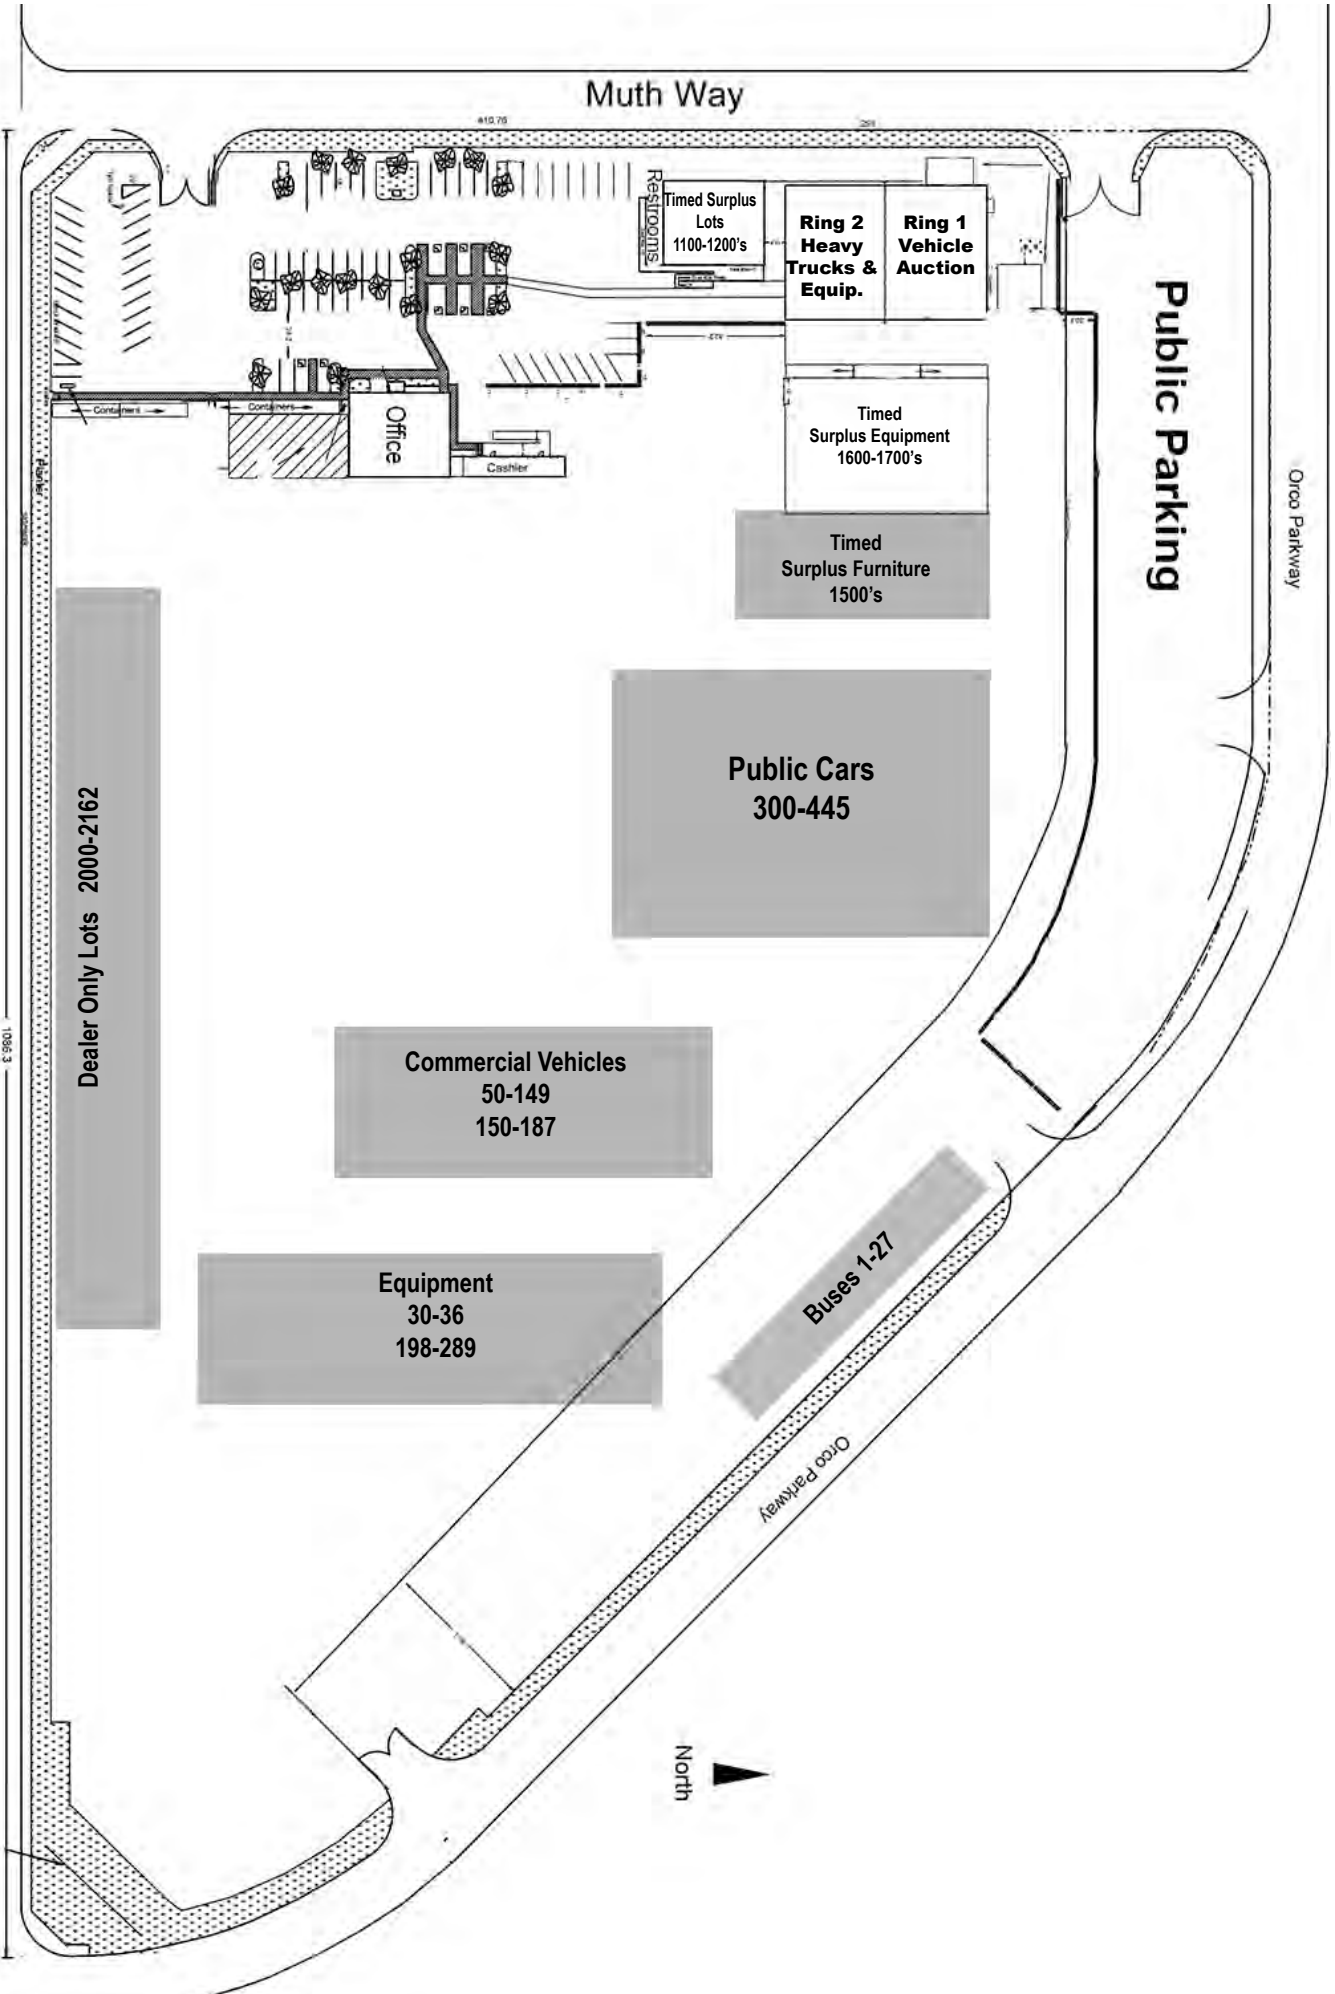 Muth Way
Restrooms
Timed Surplus
Lots
1100-1200's
Ring 2
Heavy
Trucks &
Equip.
Ring 1
Vehicle
Auction
Public Parking
Orco Parkway
Containers
Containers
Office
Cashier
Timed
Surplus Equipment
1600-1700's
Planter
Timed
Surplus Furniture
1500's
Public Cars
300-445
Dealer Only Lots 2000-2162
1086.3
Commercial Vehicles
50-149
150-187
Equipment
30-36
198-289
Buses 1-27
Orco Parkway
North